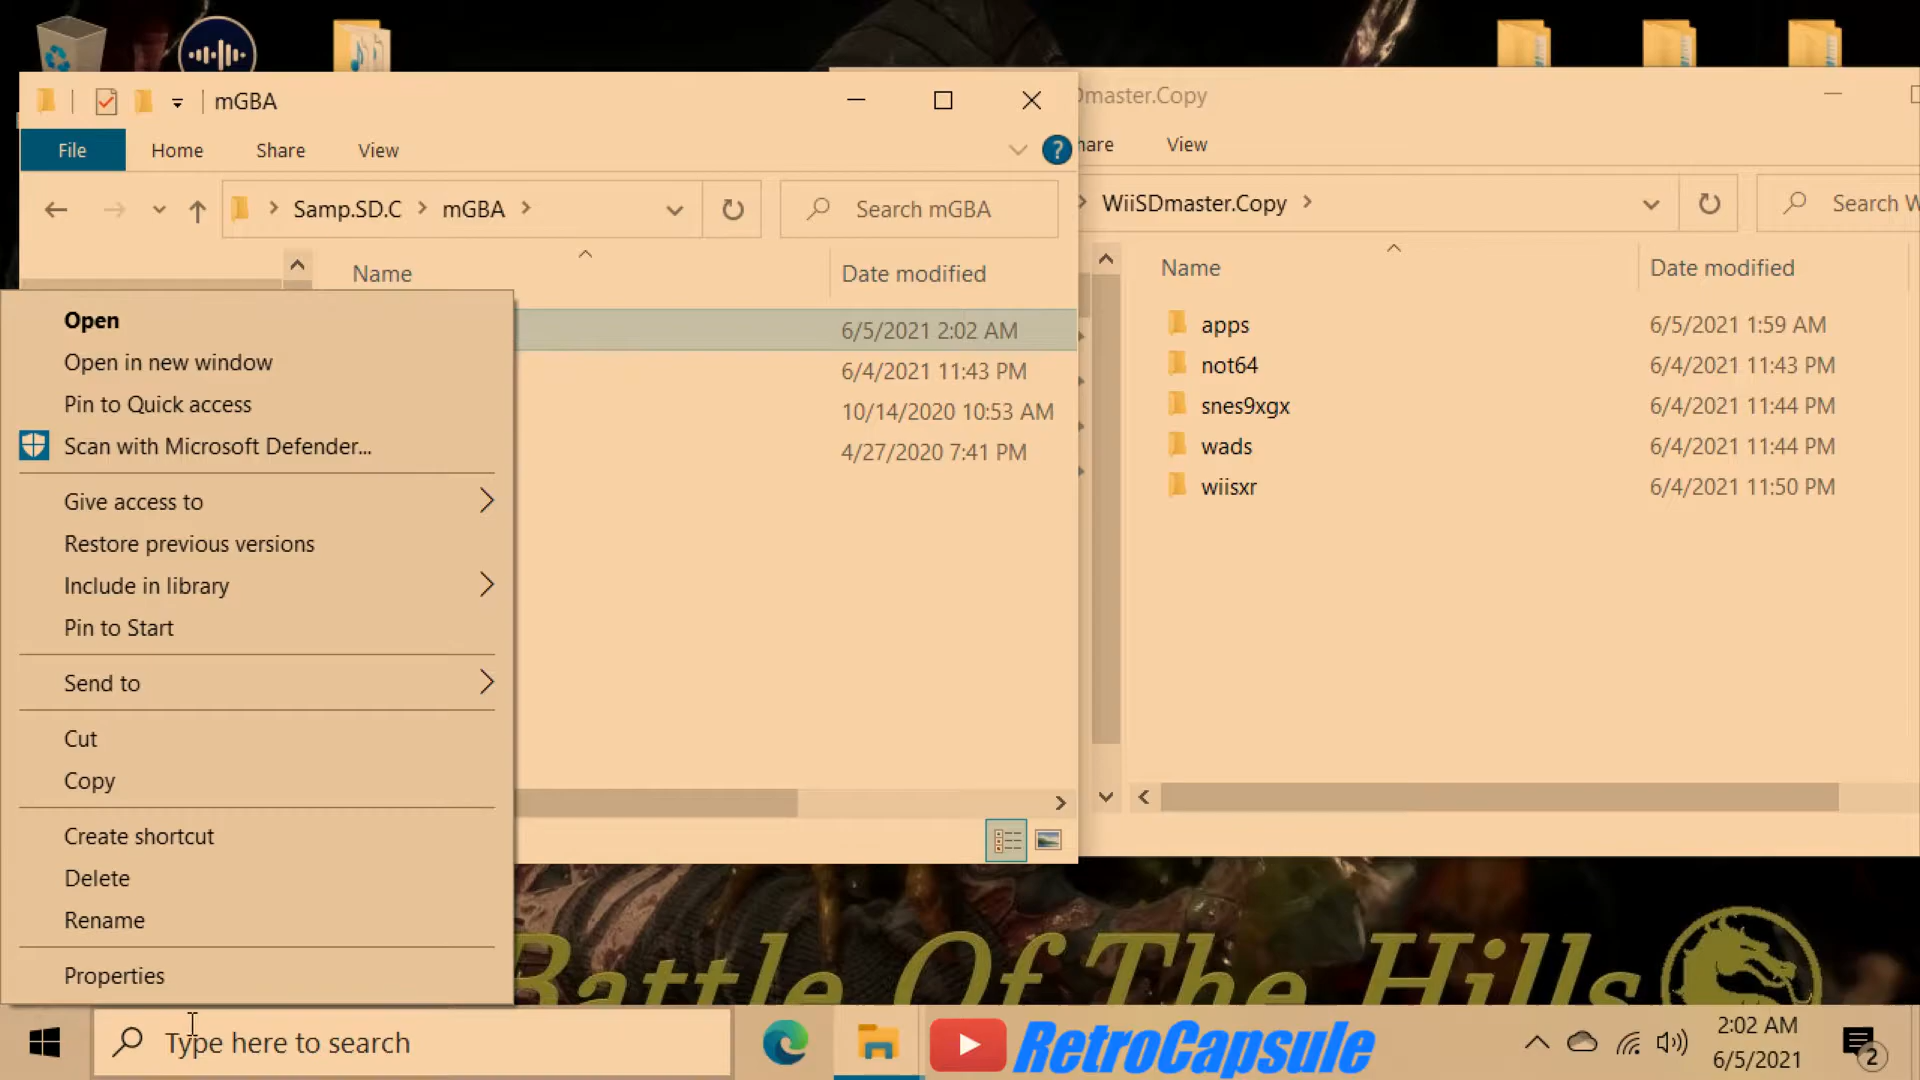 mGBA
Dmaster.Copy
File
Home
Share
View
?
hare
View
Samp.SD.C
mGBA
Search mGBA
WiiSDmaster.Copy
Search W
Name
Date modified
Name
Date modified
6/5/2021 2:02 AM
6/4/2021 11:43 PM
10/14/2020 10:53 AM
4/27/2020 7:41 PM
apps
6/5/2021 1:59 AM
not64
6/4/2021 11:43 PM
snes9xgx
6/4/2021 11:44 PM
wads
6/4/2021 11:44 PM
wiisxr
6/4/2021 11:50 PM
Open
Open in new window
Pin to Quick access
Scan with Microsoft Defender...
Give access to
Restore previous versions
Include in library
Pin to Start
Send to
Cut
Copy
Create shortcut
Delete
Rename
Properties
Battle Of The Hills
Type here to search
RetroCapsule
2:02 AM
6/5/2021
2